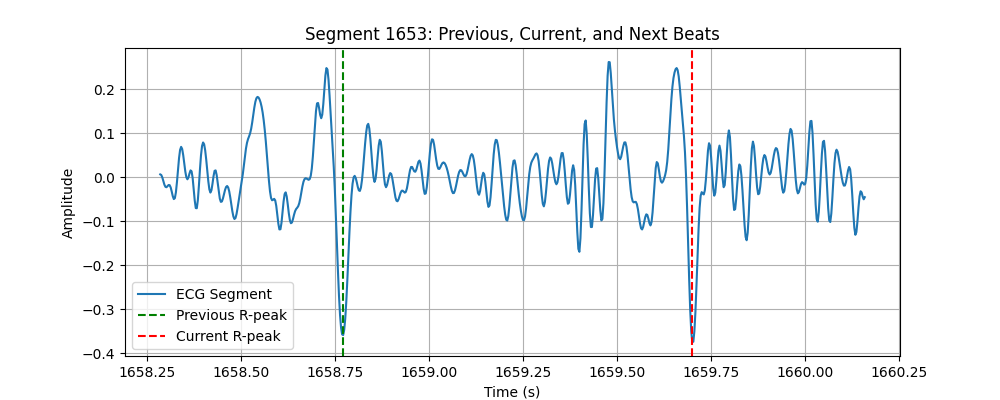 Segment 1653: Previous, Current, and Next Beats
Amplitude
0.2
0.1
0.0
−0.1
−0.2
−0.3
−0.4
ECG Segment
Previous R-peak
Current R-peak
1658.25 1658.50 1658.75 1659.00 1659.25 1659.50 1659.75 1660.00 1660.25
Time (s)